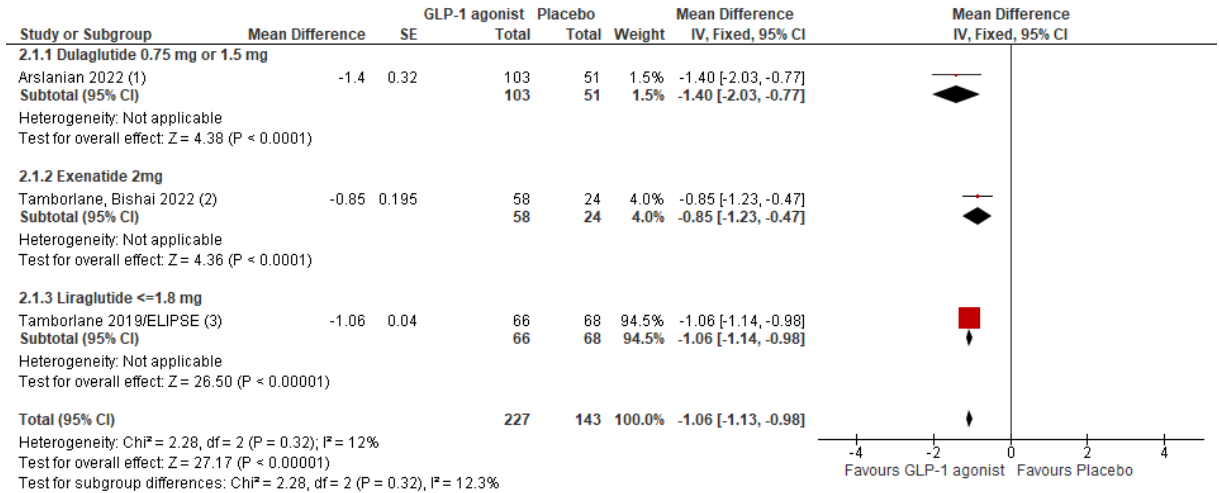 GLP-1 agonist Placebo Mean Difference Mean Difference
Study or Subgroup Mean Difference SE Total Total Weight IV, Fixed, 95% CI IV, Fixed, 95% CI
2.1.1 Dulaglutide 0.75 mg or 1.5 mg
Arslanian 2022 (1) -1.4 0.32 103 51 1.5% -1.40 [-2.03, -0.77]
Subtotal (95% CI) 103 51 1.5% -1.40 [-2.03, -0.77]
Heterogeneity: Not applicable
Test for overall effect: Z = 4.38 (P < 0.0001)
2.1.2 Exenatide 2mg
Tamborlane, Bishai 2022 (2) -0.85 0.195 58 24 4.0% -0.85 [-1.23, -0.47]
Subtotal (95% CI) 58 24 4.0% -0.85 [-1.23, -0.47]
Heterogeneity: Not applicable
Test for overall effect: Z = 4.36 (P < 0.0001)
2.1.3 Liraglutide <=1.8 mg
Tamborlane 2019/ELIPSE (3) -1.06 0.04 66 68 94.5% -1.06 [-1.14, -0.98]
Subtotal (95% CI) 66 68 94.5% -1.06 [-1.14, -0.98]
Heterogeneity: Not applicable
Test for overall effect: Z = 26.50 (P < 0.00001)
Total (95% CI) 227 143 100.0% -1.06 [-1.13, -0.98]
Heterogeneity: Chi² = 2.28, df = 2 (P = 0.32); I² = 12%
Test for overall effect: Z = 27.17 (P < 0.00001)
Test for subgroup differences: Chi² = 2.28, df = 2 (P = 0.32), I² = 12.3%
-4 -2 0 2 4
Favours GLP-1 agonist Favours Placebo